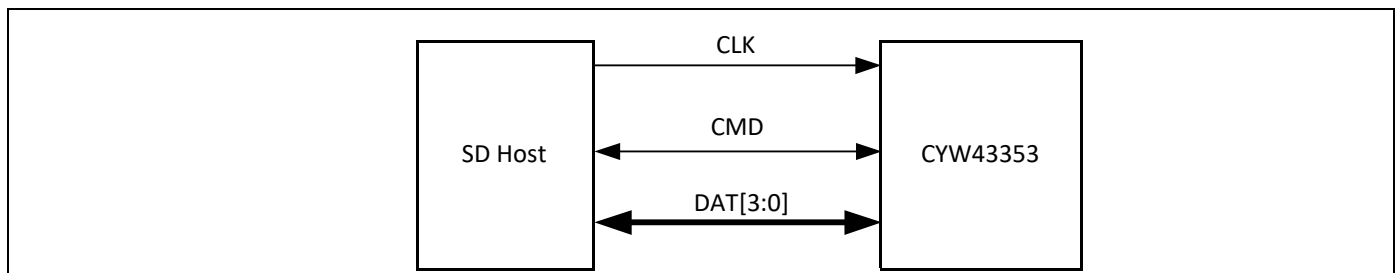 CLK
CMD
SD Host
CYW43353
DAT[3:0]